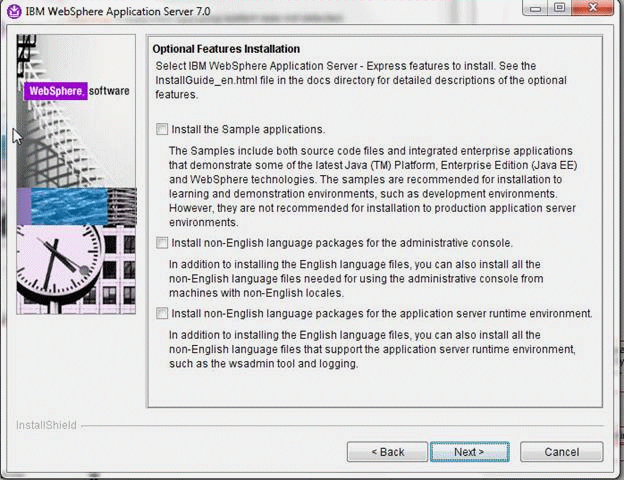 IBM WebSphere Application Server 7.0
WebSphere. software
Optional Features Installation
Select IBM WebSphere Application Server - Express features to install. See the
InstallGuide_en.html file in the docs directory for detailed descriptions of the optional
features.
Install the Sample applications.
The Samples include both source code files and integrated enterprise applications
that demonstrate some of the latest Java (TM) Platform, Enterprise Edition (Java EE)
and WebSphere technologies. The samples are recommended for installation to
learning and demonstration environments, such as development environments.
However, they are not recommended for installation to production application server
environments.
Install non-English language packages for the administrative console.
In addition to installing the English language files, you can also install all the
non-English language files needed for using the administrative console from
machines with non-English locales.
Install non-English language packages for the application server runtime environment.
In addition to installing the English language files, you can also install all the
non-English language files that support the application server runtime environment,
such as the wsadmin tool and logging.
InstallShield
< Back
Next >
Cancel